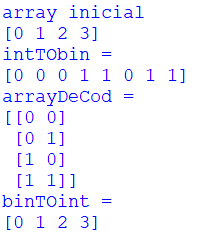 array inicial
[0 1 2 3]
intTObin =
[0 0 0 1 1 0 1 1]
arrayDeCod =
[[0 0]
[0 1]
[1 0]
[1 1]]
binTOint =
[0 1 2 3]